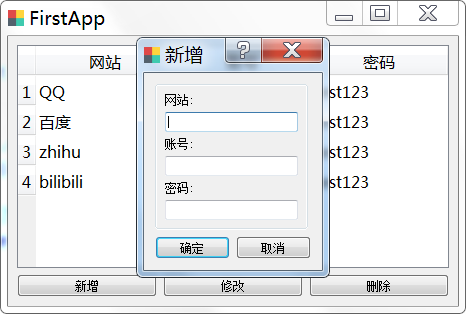 FirstApp
网站 密码
1 QQ st123
2 百度 st123
3 zhihu st123
4 bilibili st123
新增 修改 删除
新增
网站:
账号:
密码:
确定 取消